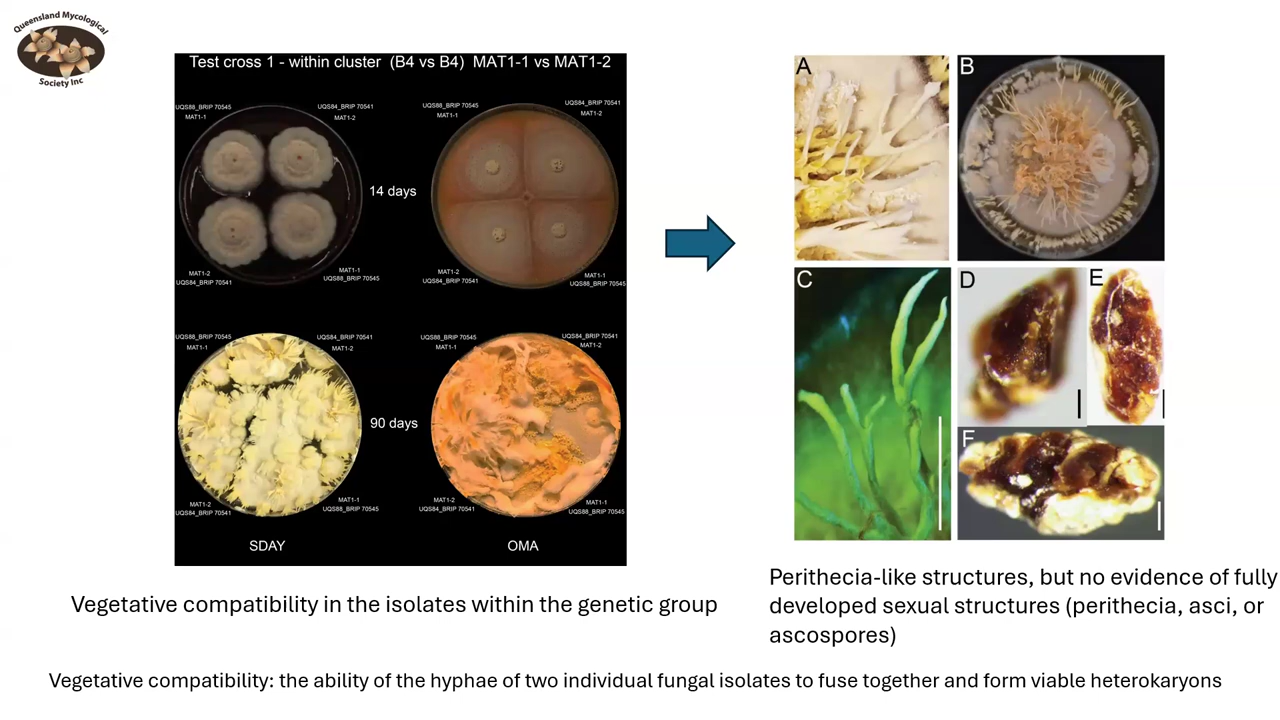 Queensland Mycological
Society Inc
Test cross 1 - within cluster (B4 vs B4) MAT1-1 vs MAT1-2
UQS88_BRIP 70545
MAT1-1
UQS84_BRIP 70541
MAT1-2
UQS88_BRIP 70545
MAT1-1
UQS84_BRIP 70541
MAT1-2
14 days
MAT1-2
UQS84_BRIP 70541
MAT1-1
UQS88_BRIP 70545
MAT1-2
UQS84_BRIP 70541
MAT1-1
UQS88_BRIP 70545
UQS88_BRIP 70545
MAT1-1
UQS84_BRIP 70541
MAT1-2
UQS88_BRIP 70545
MAT1-1
UQS84_BRIP 70541
MAT1-2
90 days
MAT1-2
UQS84_BRIP 70541
MAT1-1
UQS88_BRIP 70545
MAT1-2
UQS84_BRIP 70541
MAT1-1
UQS88_BRIP 70545
SDAY
OMA
A
B
C
D
E
F
Vegetative compatibility in the isolates within the genetic group
Perithecia-like structures, but no evidence of fully
developed sexual structures (perithecia, asci, or
ascospores)
Vegetative compatibility: the ability of the hyphae of two individual fungal isolates to fuse together and form viable heterokaryons